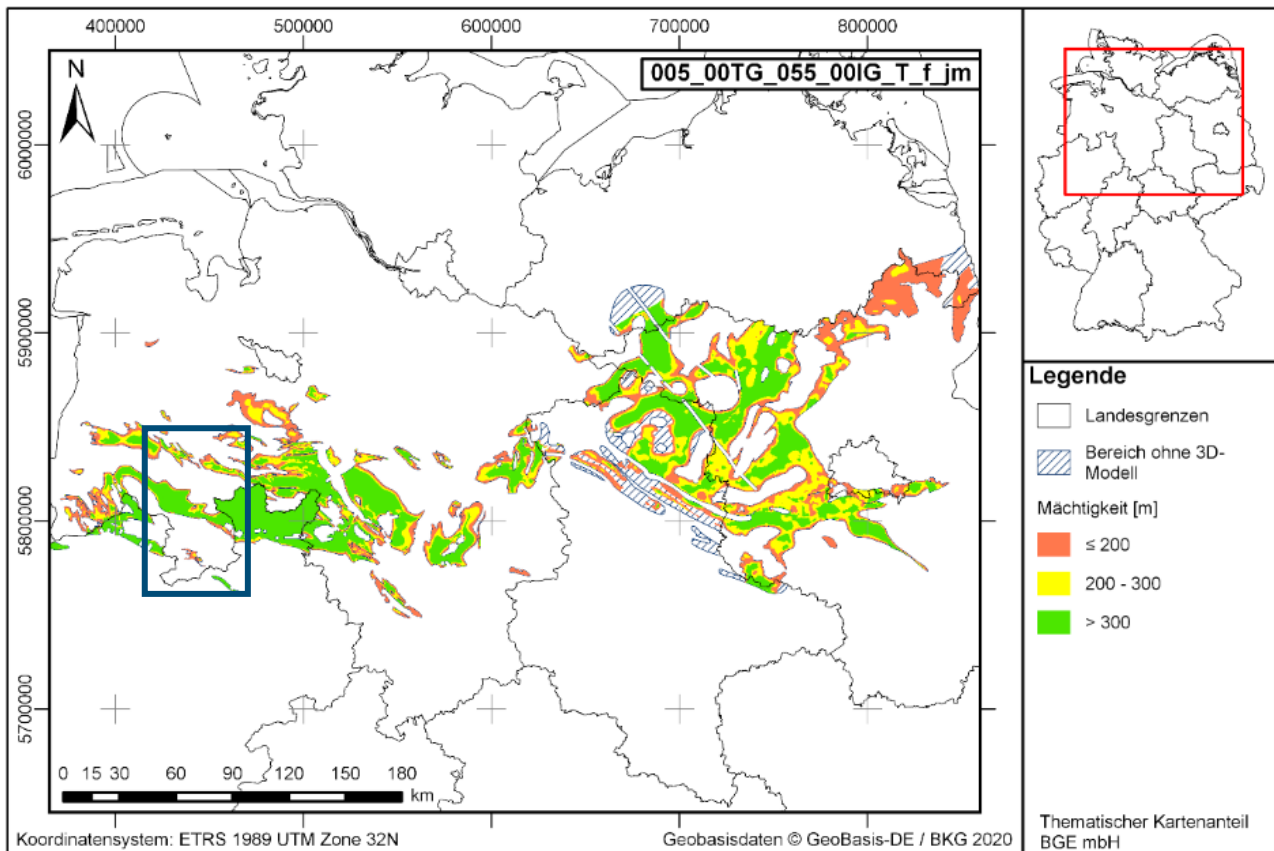 400000 500000 600000 700000 800000
N
005_00TG_055_00IG_T_f_jm
6000000
5900000
5800000
5700000
0 15 30 60 90 120 150 180
km
Koordinatensystem: ETRS 1989 UTM Zone 32N
Geobasisdaten © GeoBasis-DE / BKG 2020
Legende
Landesgrenzen
Bereich ohne 3D-
Modell
Mächtigkeit [m]
≤ 200
200 - 300
> 300
Thematischer Kartenanteil
BGE mbH